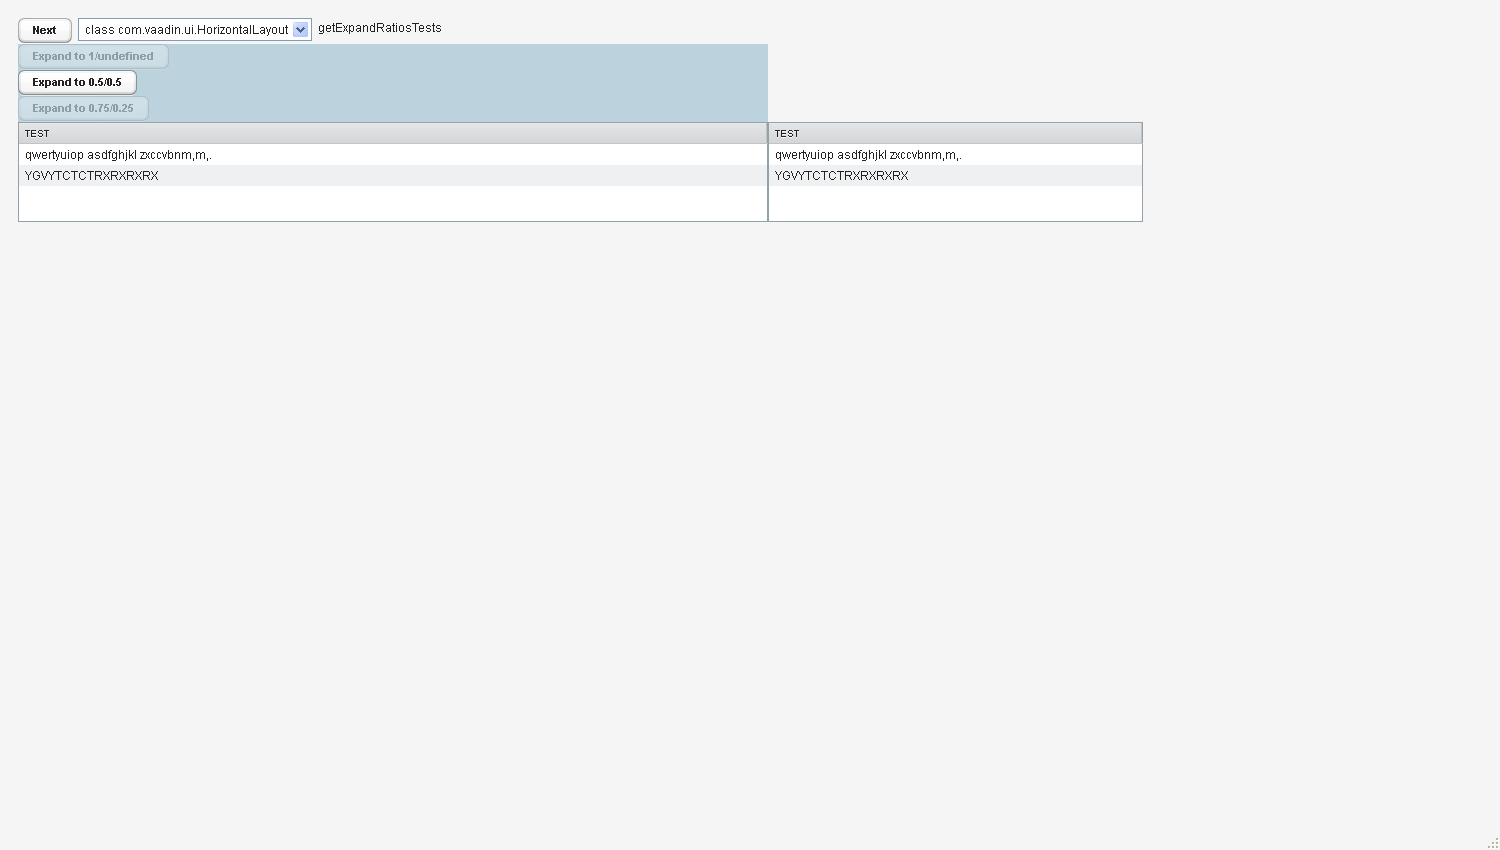 Next class com.vaadin.ui.HorizontalLayout getExpandRatiosTests
Expand to 1/undefined
Expand to 0.5/0.5
Expand to 0.75/0.25
TEST TEST
qwertyuiop asdfghjkl zxccvbnm,m,. qwertyuiop asdfghjkl zxccvbnm,m,.
YGVYTCTCTRXRXRXRX YGVYTCTCTRXRXRXRX